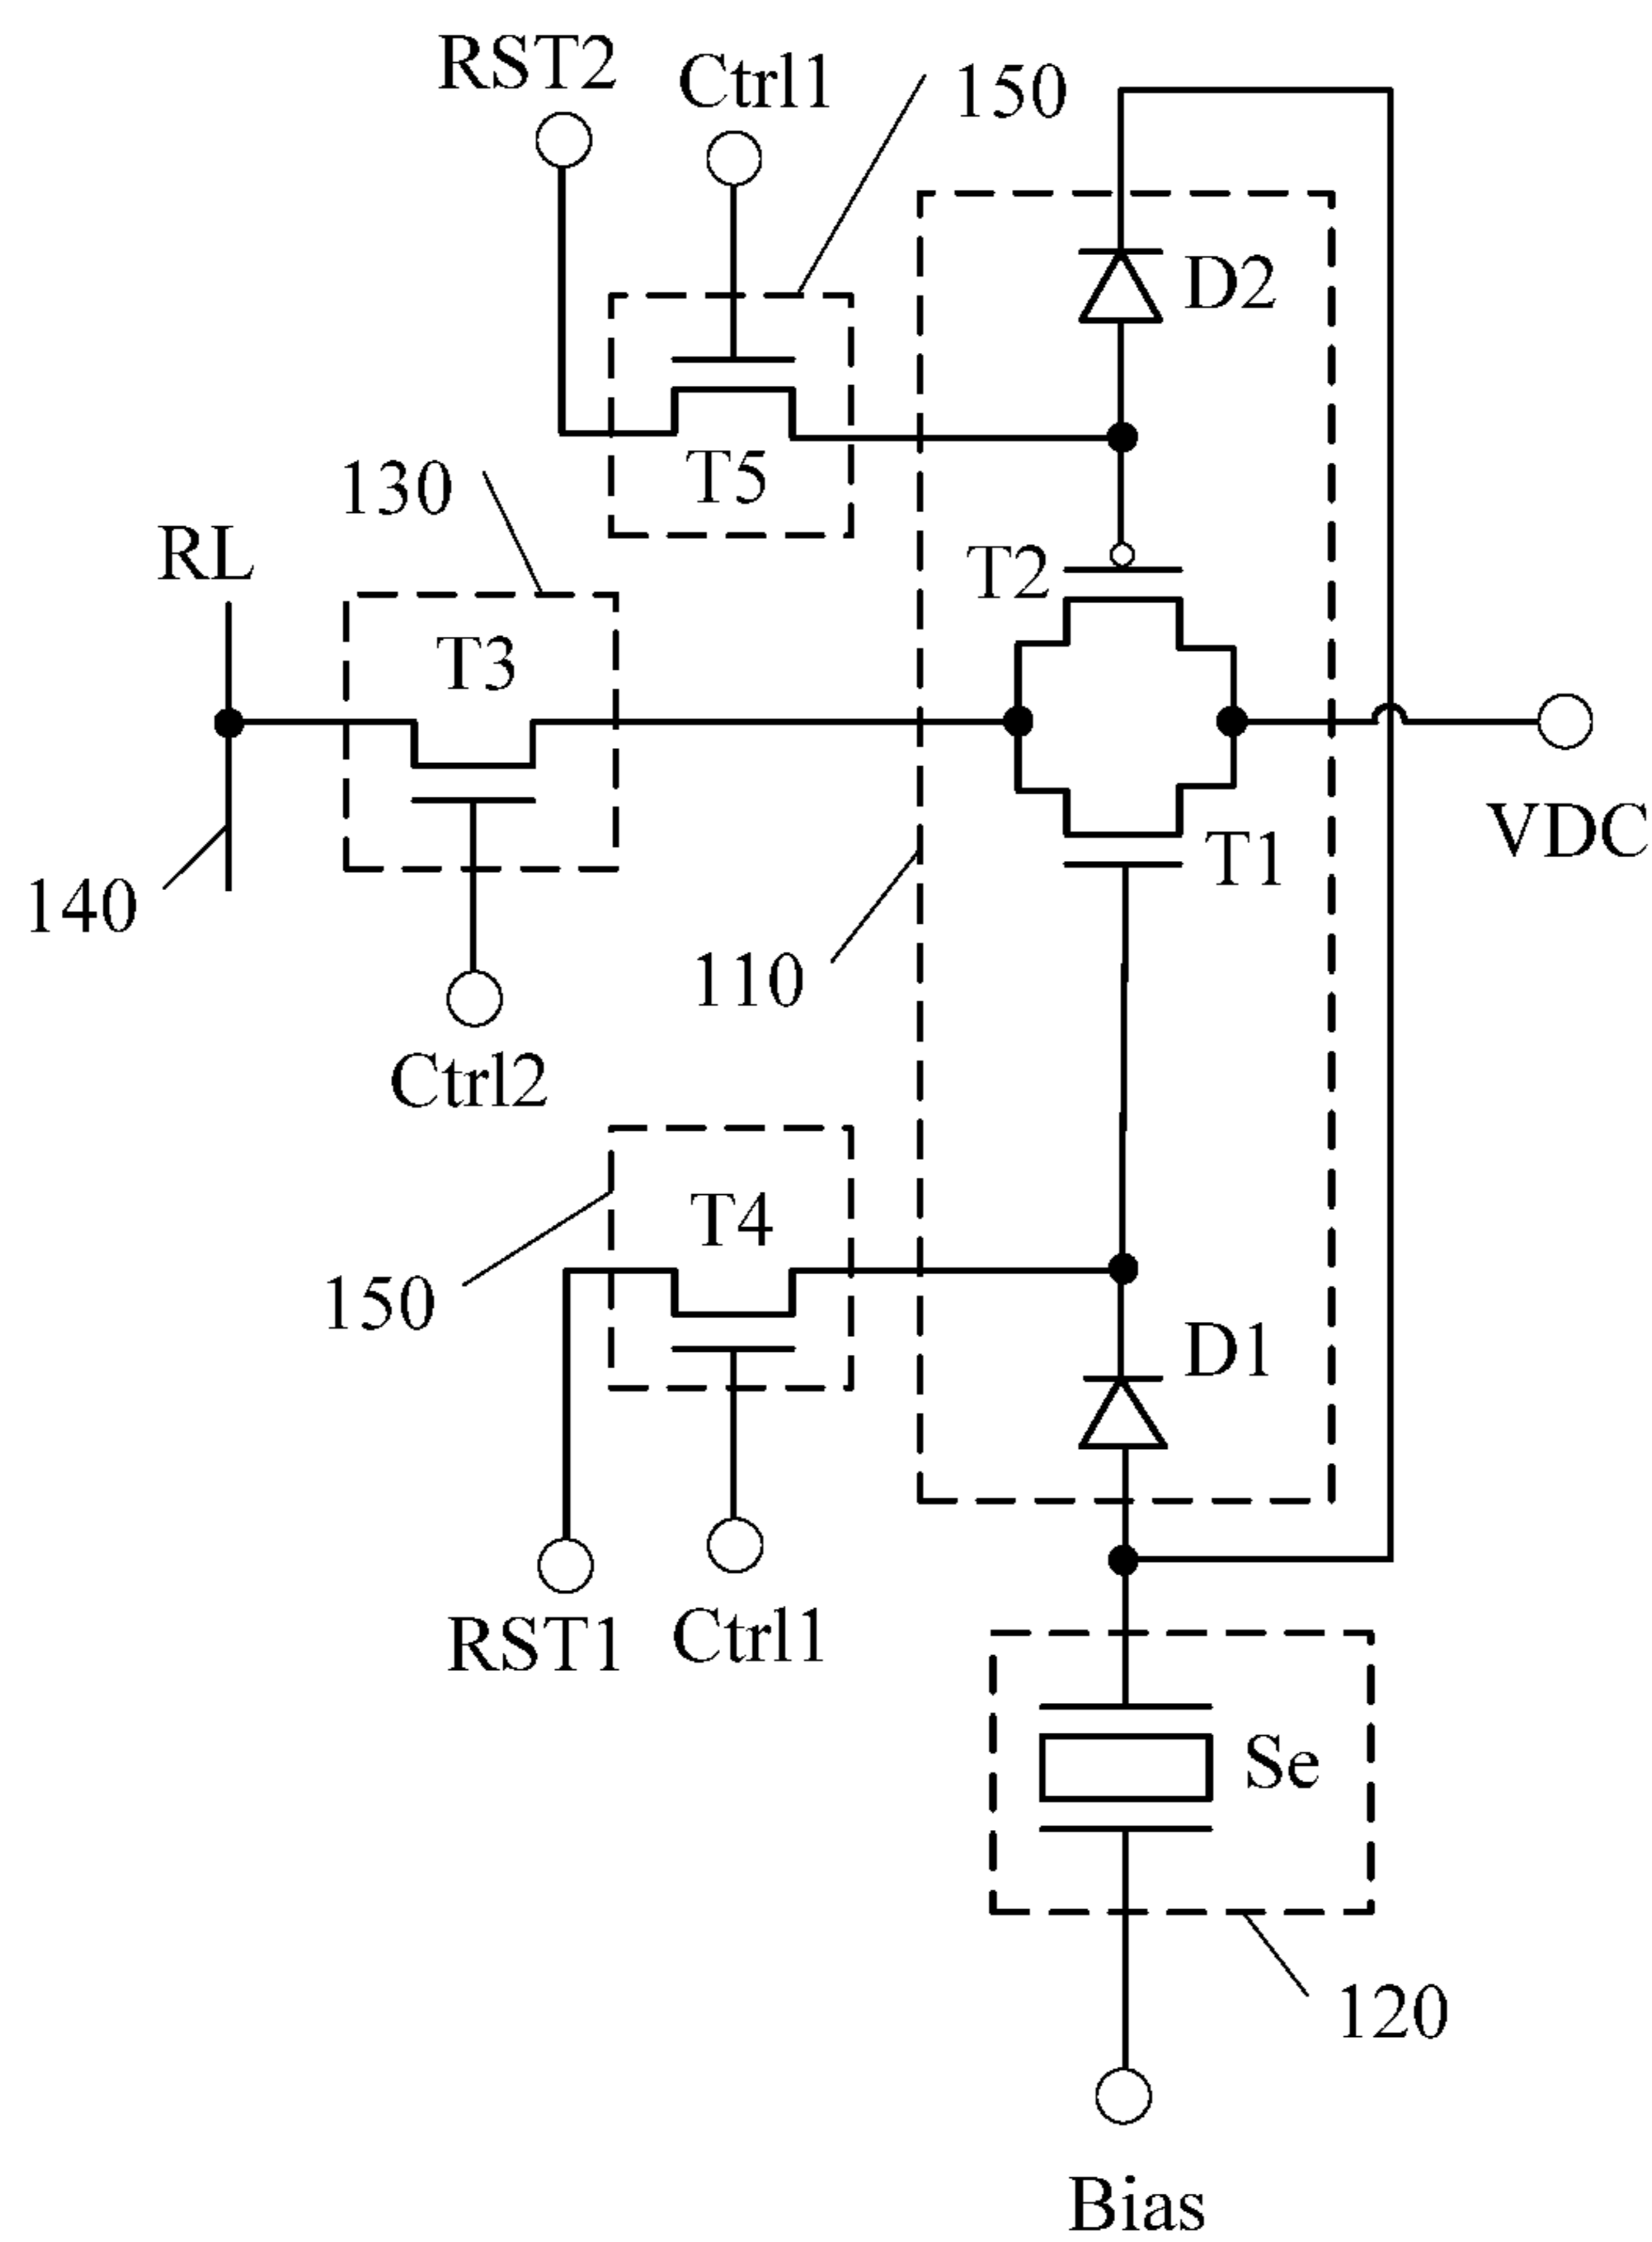 RST2
Ctrl1
150
D2
T5
130
RL
T2
T3
VDC
T1
140
110
Ctrl2
T4
150
D1
RST1
Ctrl1
Se
120
Bias